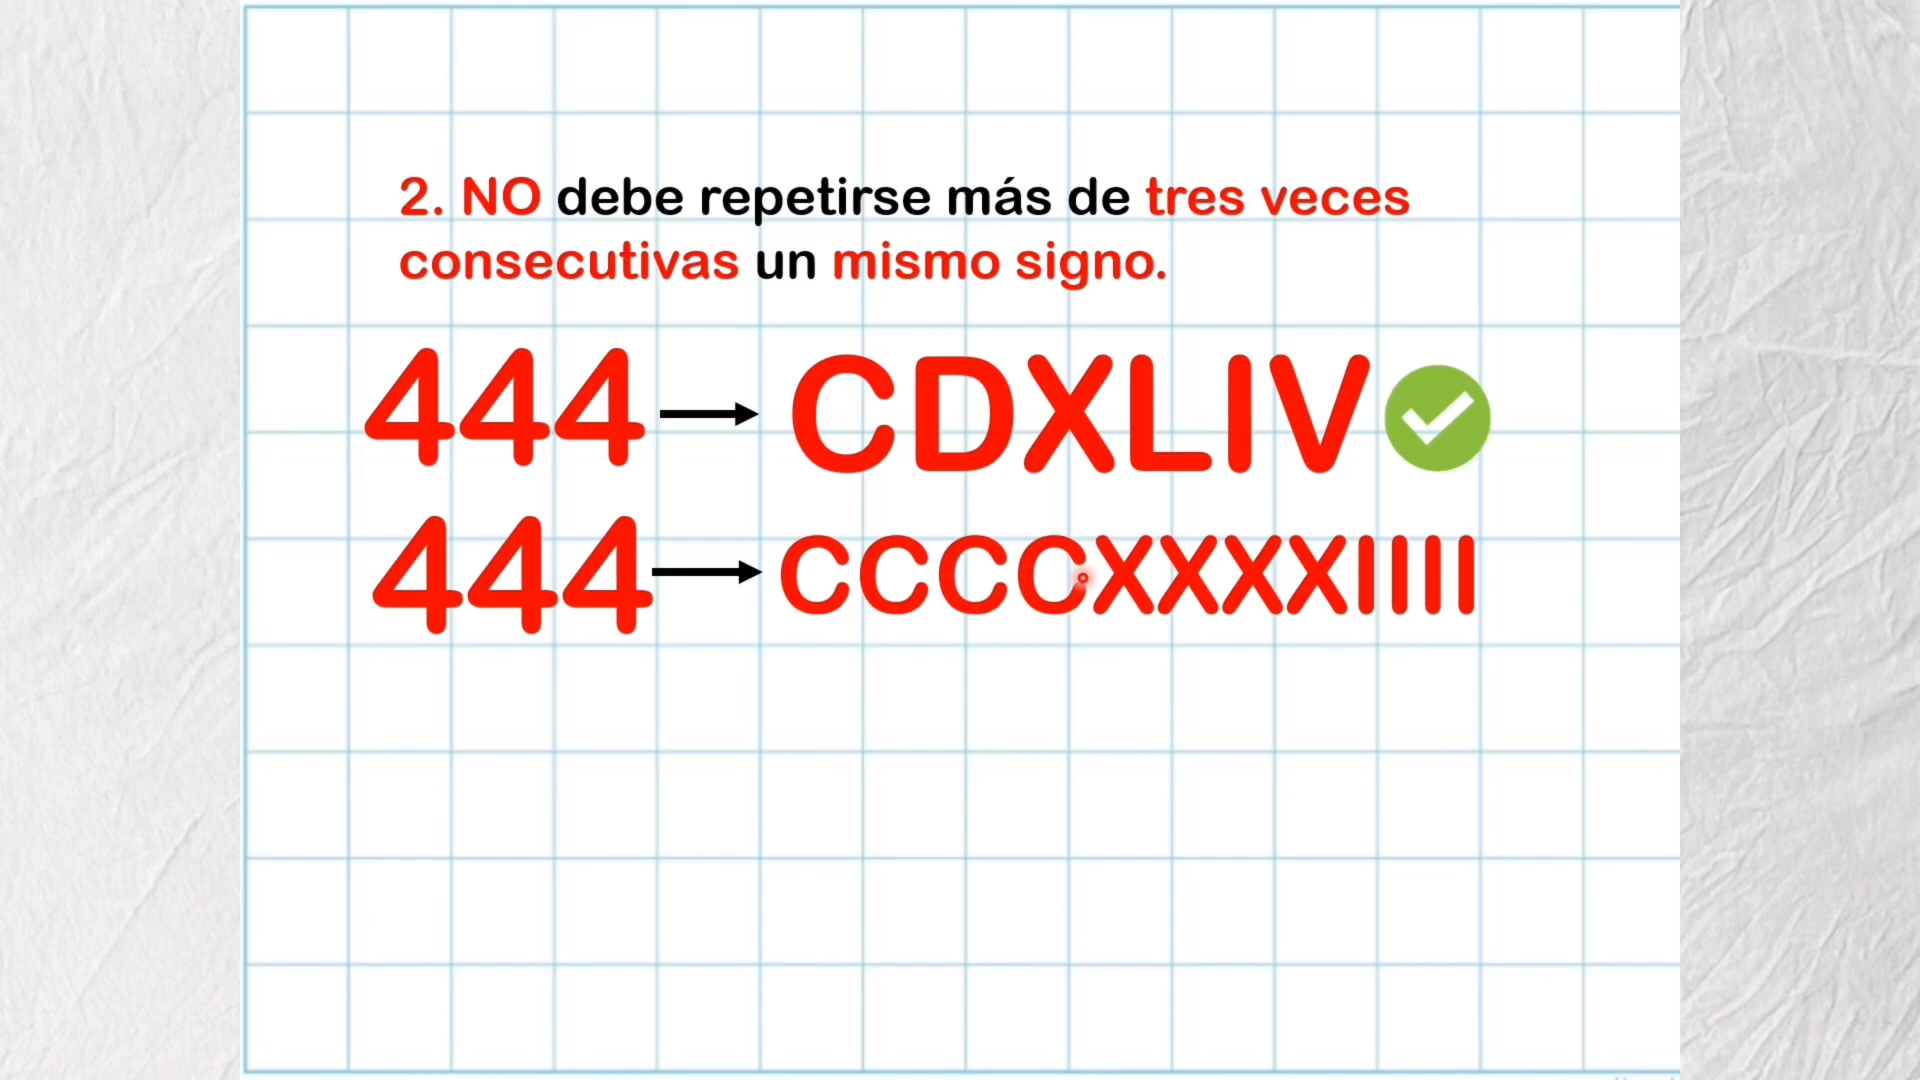 2. NO debe repetirse más de tres veces
consecutivas un mismo signo.
444 → CDXLIV
444 → CCCCXXXXIIII